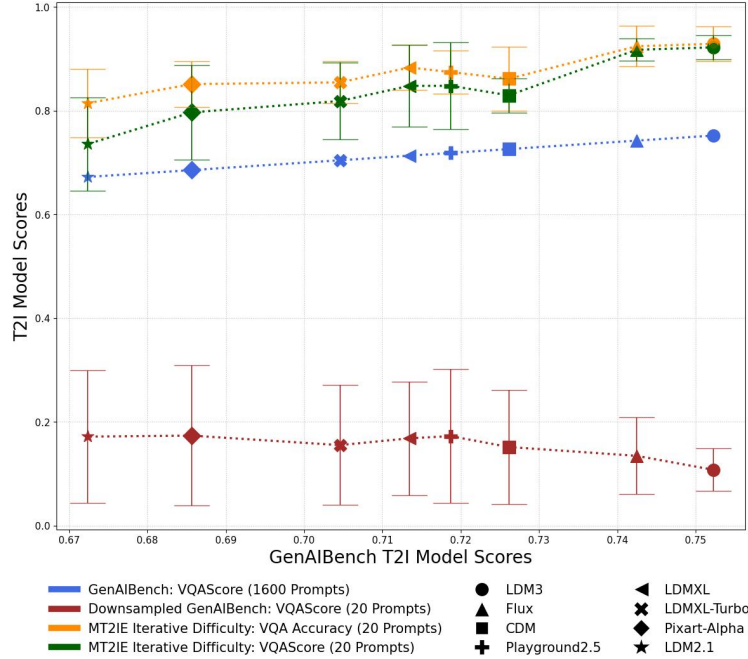 1.0
0.8
0.6
0.4
0.2
0.0
T2I Model Scores
0.67 0.68 0.69 0.70 0.71 0.72 0.73 0.74 0.75
GenAIBench T2I Model Scores
GenAIBench: VQAScore (1600 Prompts)
Downsampled GenAIBench: VQAScore (20 Prompts)
MT2IE Iterative Difficulty: VQA Accuracy (20 Prompts)
MT2IE Iterative Difficulty: VQAScore (20 Prompts)
LDM3
Flux
CDM
Playground2.5
LDMXL
LDMXL-Turbo
Pixart-Alpha
LDM2.1